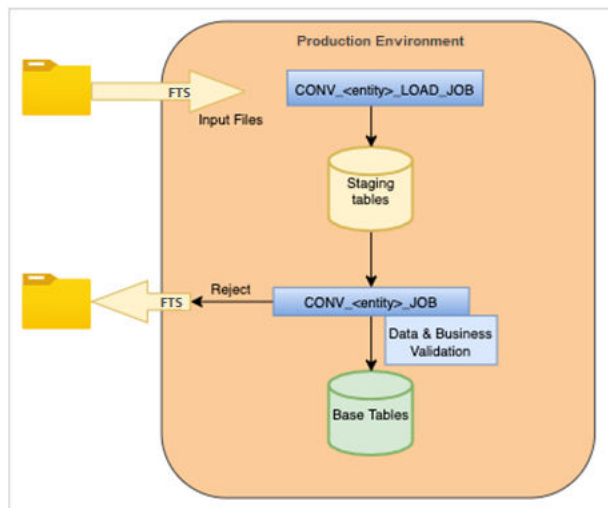 Production Environment
FTS
Input Files
CONV_<entity>_LOAD_JOB
Staging
tables
Reject
FTS
CONV_<entity>_JOB
Data & Business
Validation
Base Tables